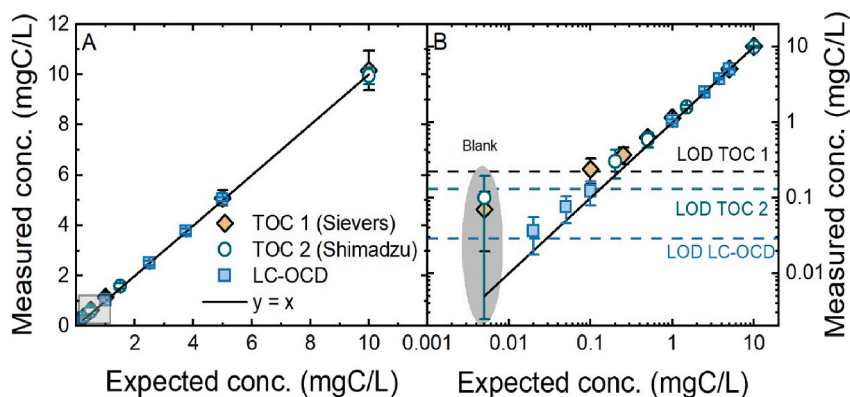 A
Measured conc. (mgC/L)
12
10
8
6
4
2
0
TOC 1 (Sievers)
TOC 2 (Shimadzu)
LC-OCD
y = x
2
4
6
8
10
Expected conc. (mgC/L)
B
Blank
LOD TOC 1
LOD TOC 2
LOD LC-OCD
10
1
0.1
0.01
Measured conc. (mgC/L)
0.001
0.01
0.1
1
10
Expected conc. (mgC/L)